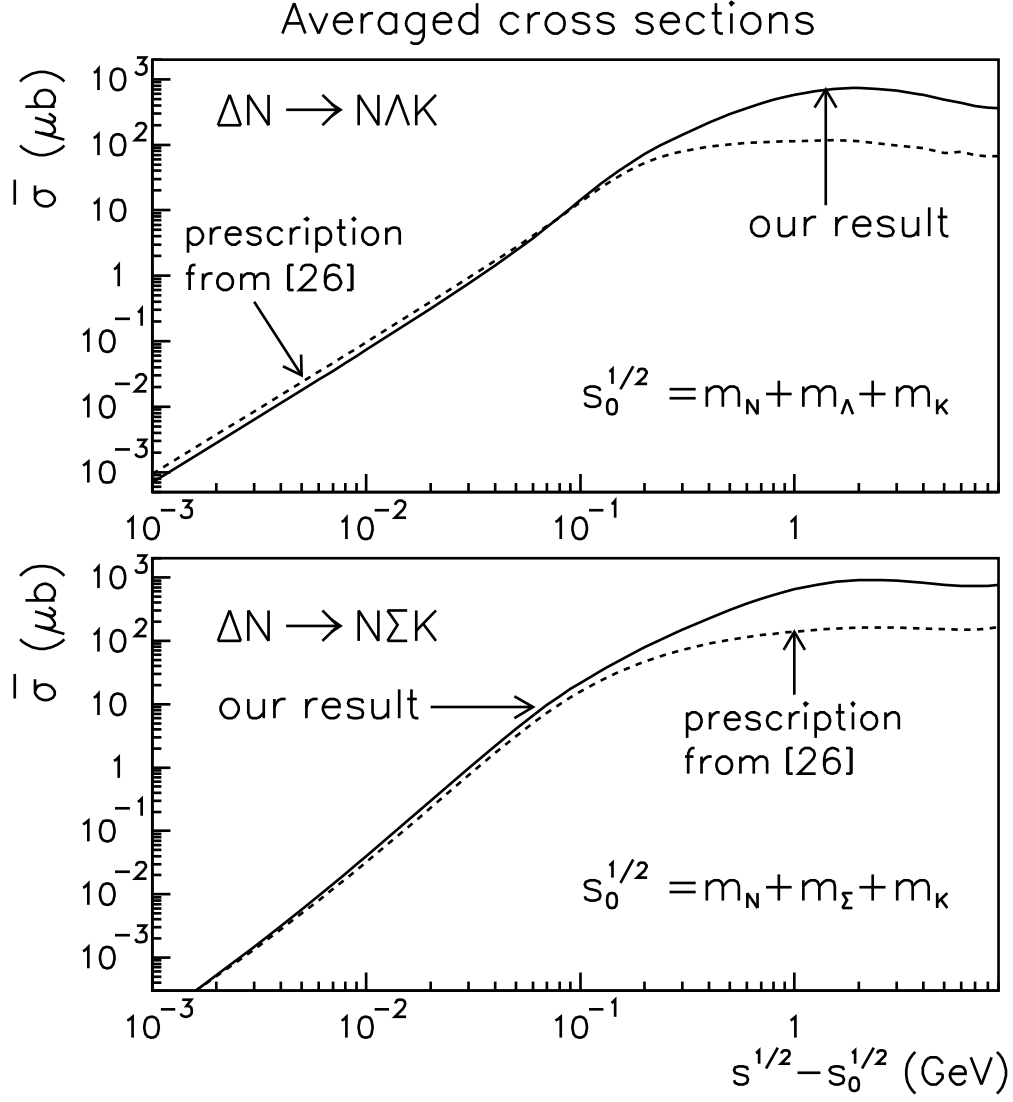 Averaged cross sections
σ̅ (μb)
10³
10²
10
1
10⁻¹
10⁻²
10⁻³
ΔN → NΛK
prescription
from [26]
our result
s₀^1/2 = m_N + m_Λ + m_K
10⁻³ 10⁻² 10⁻¹ 1
σ̅ (μb)
10³
10²
10
1
10⁻¹
10⁻²
10⁻³
ΔN → NΣK
our result
prescription
from [26]
s₀^1/2 = m_N + m_Σ + m_K
10⁻³ 10⁻² 10⁻¹ 1
s^1/2 − s₀^1/2 (GeV)